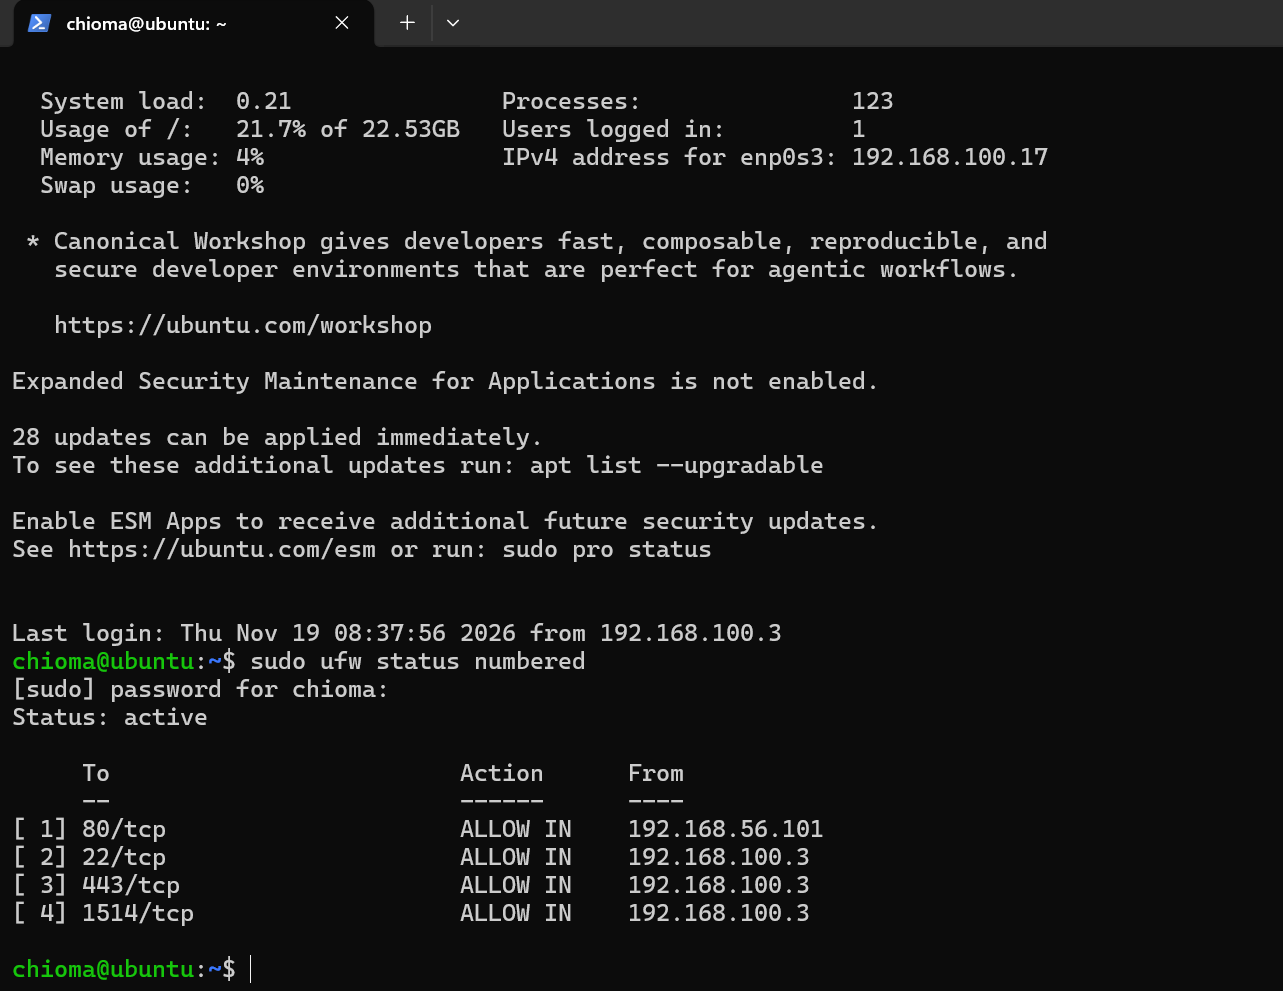 chioma@ubuntu: ~
System load: 0.21 Processes: 123
Usage of /: 21.7% of 22.53GB Users logged in: 1
Memory usage: 4% IPv4 address for enp0s3: 192.168.100.17
Swap usage: 0%
* Canonical Workshop gives developers fast, composable, reproducible, and
secure developer environments that are perfect for agentic workflows.
https://ubuntu.com/workshop
Expanded Security Maintenance for Applications is not enabled.
28 updates can be applied immediately.
To see these additional updates run: apt list --upgradable
Enable ESM Apps to receive additional future security updates.
See https://ubuntu.com/esm or run: sudo pro status
Last login: Thu Nov 19 08:37:56 2026 from 192.168.100.3
chioma@ubuntu:~$ sudo ufw status numbered
[sudo] password for chioma:
Status: active
To Action From
-- ------ ----
[ 1] 80/tcp ALLOW IN 192.168.56.101
[ 2] 22/tcp ALLOW IN 192.168.100.3
[ 3] 443/tcp ALLOW IN 192.168.100.3
[ 4] 1514/tcp ALLOW IN 192.168.100.3
chioma@ubuntu:~$